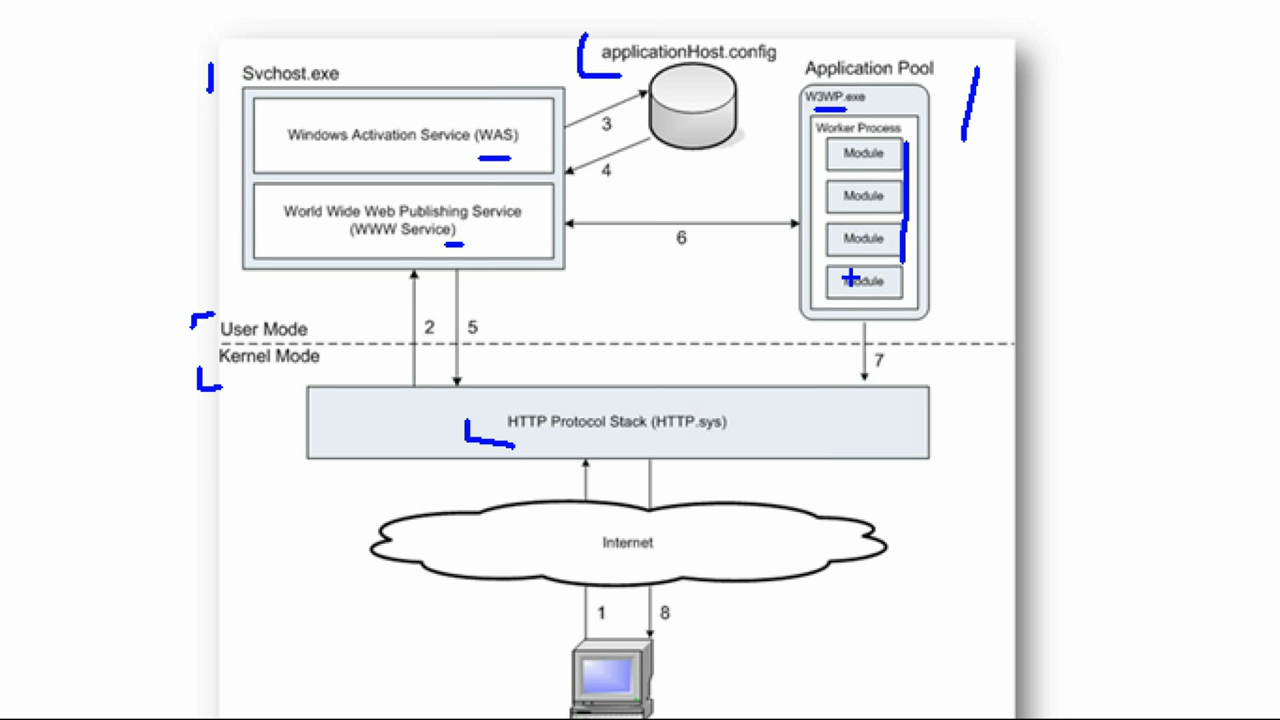 applicationHost.config
Svchost.exe
Application Pool
W3WP.exe
Worker Process
Module
Module
Module
Module
Windows Activation Service (WAS)
3
4
World Wide Web Publishing Service
(WWW Service)
6
2
5
User Mode
Kernel Mode
7
HTTP Protocol Stack (HTTP.sys)
Internet
1
8